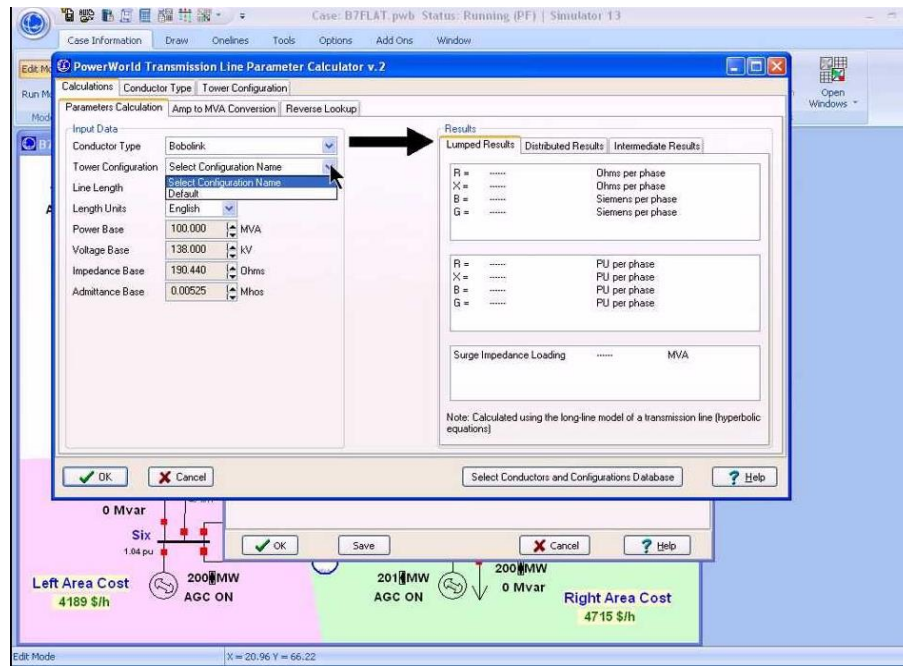 Case: B7FLAT.pwb Status: Running (PF) | Simulator 13
Case Information Draw Onelines Tools Options Add Ons Window
Edit Mo
Run Mo
Mod
Open
Windows
PowerWorld Transmission Line Parameter Calculator v.2
Calculations Conductor Type Tower Configuration
Parameters Calculation Amp to MVA Conversion Reverse Lookup
Input Data
Conductor Type Bobolink
Tower Configuration Select Configuration Name
Select Configuration Name
Line Length Default
Length Units English
Power Base 100.000 MVA
Voltage Base 138.000 kV
Impedance Base 190.440 Ohms
Admittance Base 0.00525 Mhos
Results
Lumped Results Distributed Results Intermediate Results
R = ------ Ohms per phase
X = ------ Ohms per phase
B = ------ Siemens per phase
G = ------ Siemens per phase
R = ------ PU per phase
X = ------ PU per phase
B = ------ PU per phase
G = ------ PU per phase
Surge Impedance Loading ------ MVA
Note: Calculated using the long-line model of a transmission line (hyperbolic
equations)
OK Cancel Select Conductors and Configurations Database ? Help
OK Save Cancel ? Help
0 Mvar
Six
1.04 pu
200 MW
AGC ON
Left Area Cost
4189 $/h
201 MW
AGC ON
200 MW
0 Mvar
Right Area Cost
4715 $/h
Edit Mode X = 20.96 Y = 66.22